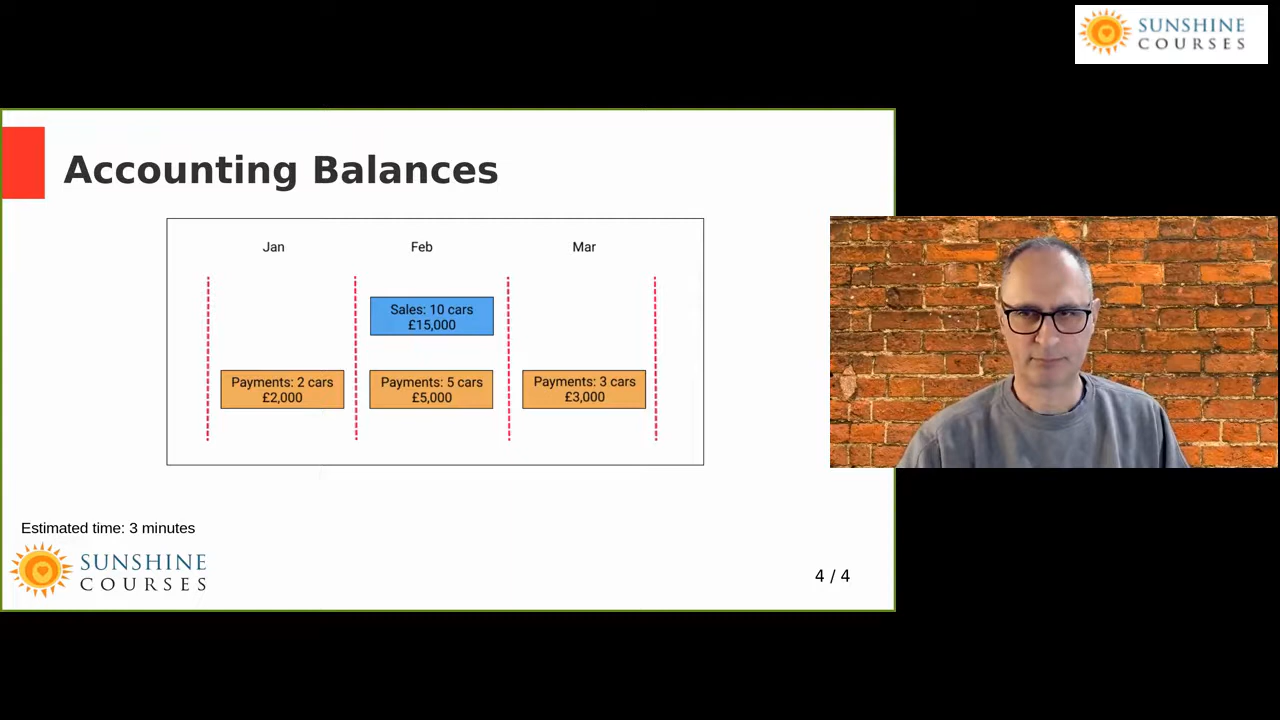 SUNSHINE
COURSES
Accounting Balances
Jan Feb Mar
Sales: 10 cars
£15,000
Payments: 2 cars
£2,000
Payments: 5 cars
£5,000
Payments: 3 cars
£3,000
Estimated time: 3 minutes
SUNSHINE
COURSES
4 / 4